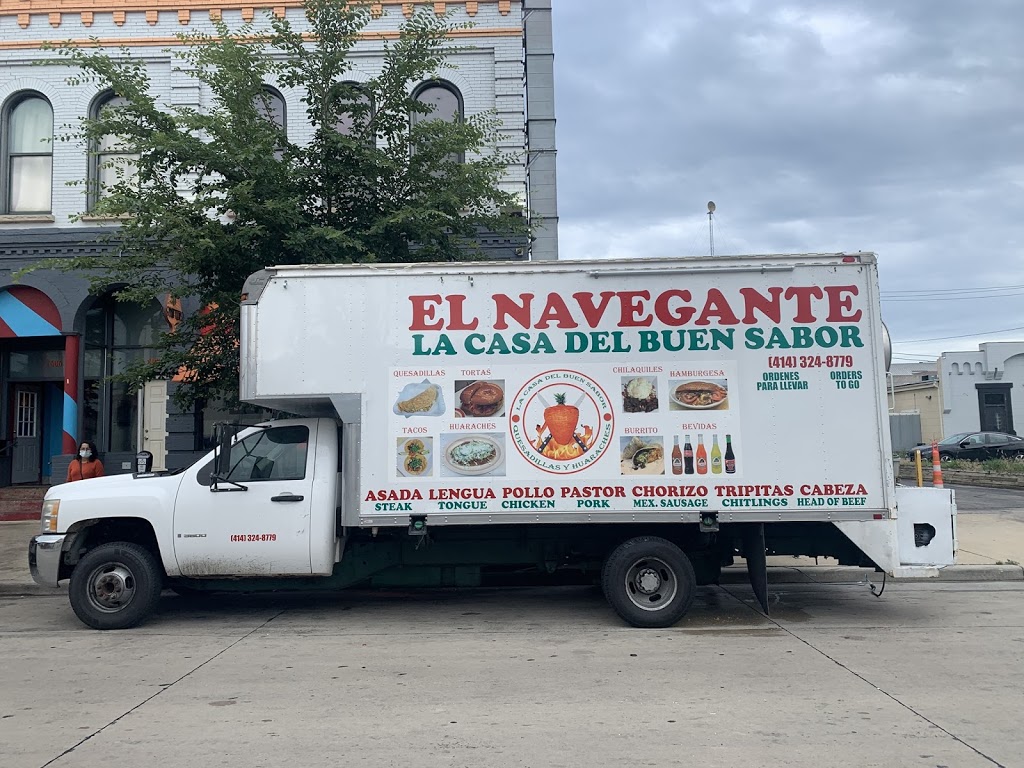 EL NAVEGANTE
LA CASA DEL BUEN SABOR
(414) 324-8779
ORDENES PARA LLEVAR
ORDERS TO GO
QUESADILLAS
TORTAS
CHILAQUILES
HAMBURGESA
TACOS
HUARACHES
BURRITO
BEVIDAS
LA CASA DEL BUEN SABOR
QUESADILLAS Y HUARACHES
ASADA LENGUA POLLO PASTOR CHORIZO TRIPITAS CABEZA
STEAK TONGUE CHICKEN PORK MEX. SAUSAGE CHITLINGS HEAD OF BEEF
(414) 324-8779